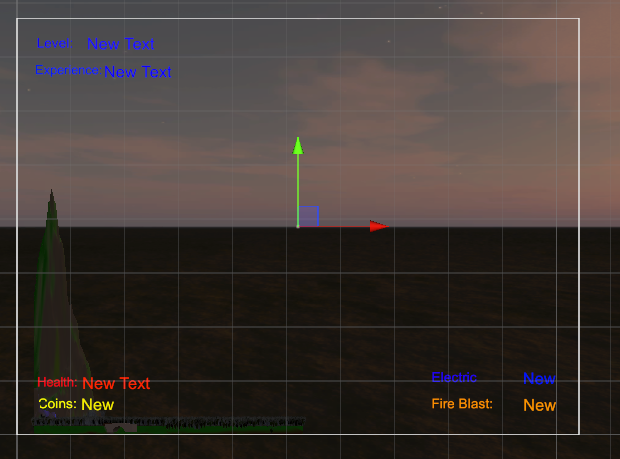 Level: New Text
Experience: New Text
Health: New Text
Electric New
Coins: New
Fire Blast: New